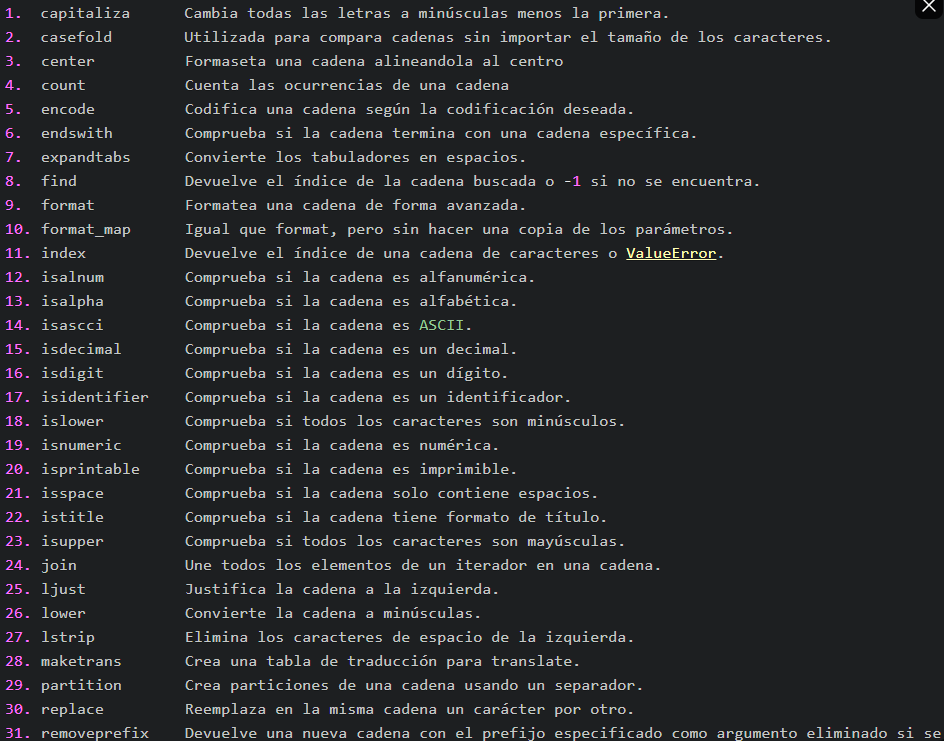 1. capitaliza Cambia todas las letras a minúsculas menos la primera.
2. casefold Utilizada para compara cadenas sin importar el tamaño de los caracteres.
3. center Formaseta una cadena alineandola al centro
4. count Cuenta las ocurrencias de una cadena
5. encode Codifica una cadena según la codificación deseada.
6. endswith Comprueba si la cadena termina con una cadena específica.
7. expandtabs Convierte los tabuladores en espacios.
8. find Devuelve el índice de la cadena buscada o -1 si no se encuentra.
9. format Formatea una cadena de forma avanzada.
10. format_map Igual que format, pero sin hacer una copia de los parámetros.
11. index Devuelve el índice de una cadena de caracteres o ValueError.
12. isalnum Comprueba si la cadena es alfanumérica.
13. isalpha Comprueba si la cadena es alfabética.
14. isascci Comprueba si la cadena es ASCII.
15. isdecimal Comprueba si la cadena es un decimal.
16. isdigit Comprueba si la cadena es un dígito.
17. isidentifier Comprueba si la cadena es un identificador.
18. islower Comprueba si todos los caracteres son minúsculos.
19. isnumeric Comprueba si la cadena es numérica.
20. isprintable Comprueba si la cadena es imprimible.
21. isspace Comprueba si la cadena solo contiene espacios.
22. istitle Comprueba si la cadena tiene formato de título.
23. isupper Comprueba si todos los caracteres son mayúsculas.
24. join Une todos los elementos de un iterador en una cadena.
25. ljust Justifica la cadena a la izquierda.
26. lower Convierte la cadena a minúsculas.
27. lstrip Elimina los caracteres de espacio de la izquierda.
28. maketrans Crea una tabla de traducción para translate.
29. partition Crea particiones de una cadena usando un separador.
30. replace Reemplaza en la misma cadena un carácter por otro.
31. removeprefix Devuelve una nueva cadena con el prefijo especificado como argumento eliminado si se